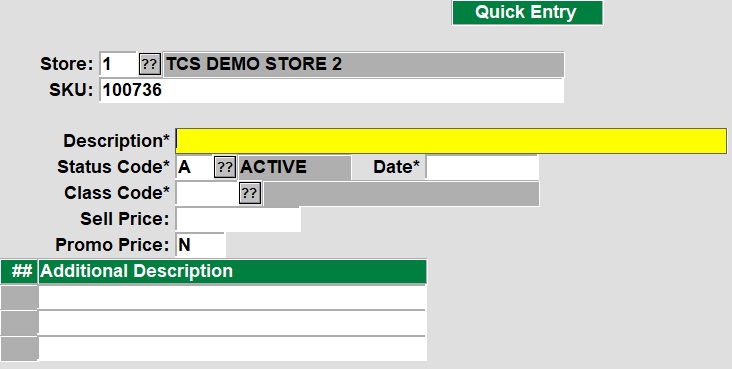 Quick Entry
Store: 1 ?? TCS DEMO STORE 2
SKU: 100736
Description*
Status Code* A ?? ACTIVE Date*
Class Code* ??
Sell Price:
Promo Price: N
## Additional Description